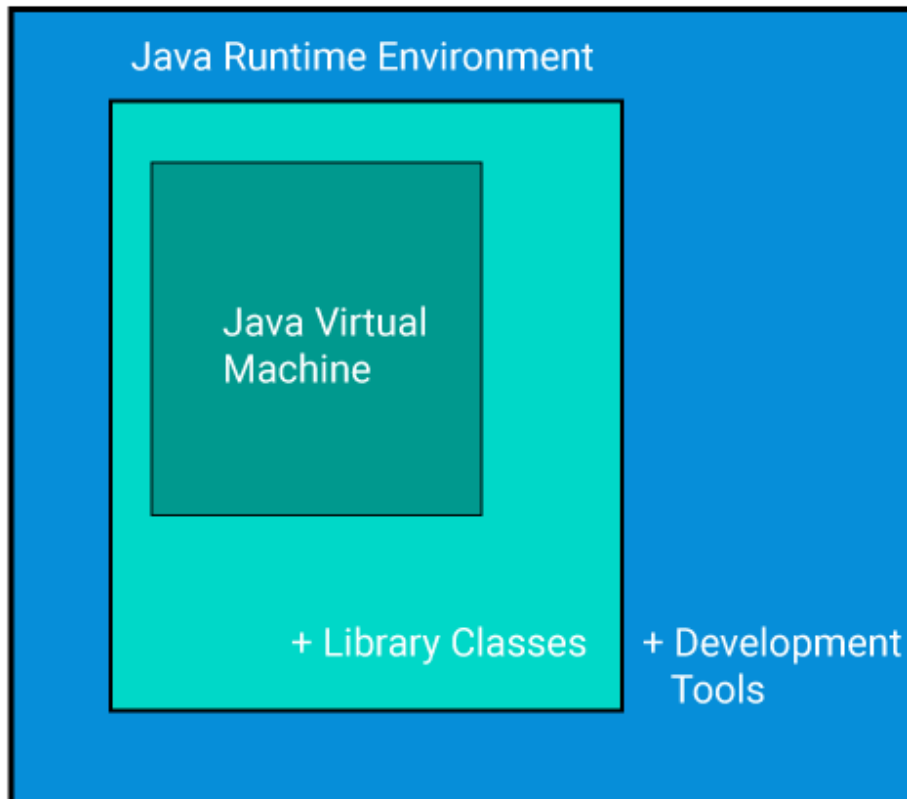 Java Runtime Environment
Java Virtual
Machine
+ Library Classes
+ Development
Tools